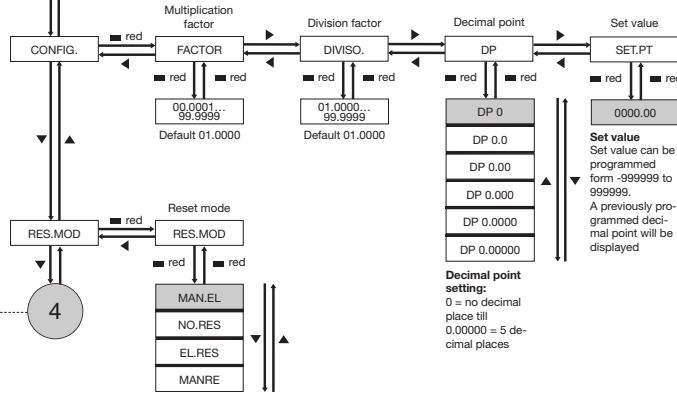 Multiplication
factor
Division factor
Decimal point
Set value
CONFIG.
red
FACTOR
DIVISO.
DP
SET.PT
red
red
red
red
red
red
red
00.0001...
99.9999
Default 01.0000
01.0000...
99.9999
Default 01.0000
DP 0
DP 0.0
DP 0.00
DP 0.000
DP 0.0000
DP 0.00000
Decimal point
setting:
0 = no decimal
place till
0.00000 = 5 de-
cimal places
0000.00
Set value
Set value can be
programmed
form -999999 to
999999.
A previously pro-
grammed deci-
mal point will be
displayed
Reset mode
RES.MOD
red
RES.MOD
red
red
4
MAN.EL
NO.RES
EL.RES
MANRE